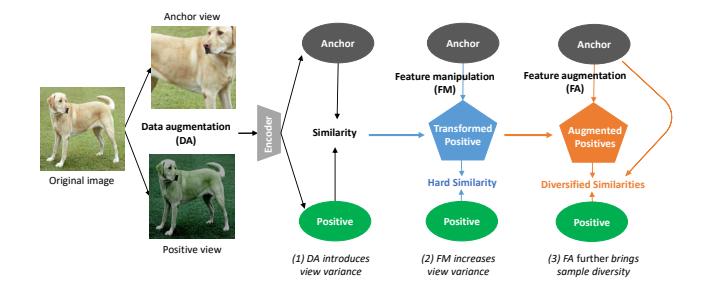 Anchor view
Original image
Data augmentation
(DA)
Positive view
Encoder
Anchor
Similarity
Positive
(1) DA introduces
view variance
Anchor
Feature manipulation
(FM)
Transformed
Positive
Hard Similarity
Positive
(2) FM increases
view variance
Anchor
Feature augmentation
(FA)
Augmented
Positives
Diversified Similarities
Positive
(3) FA further brings
sample diversity